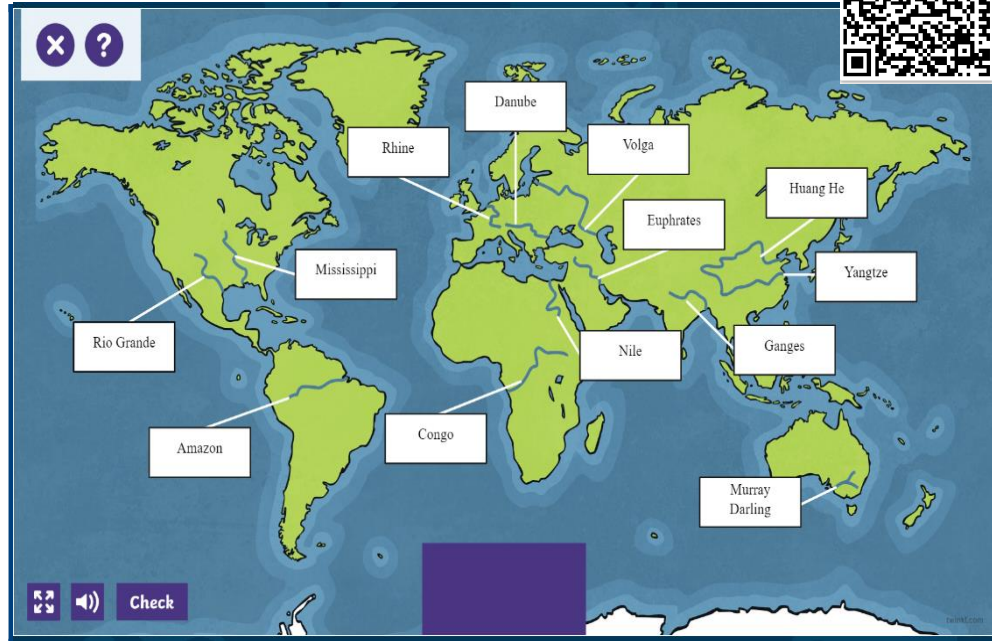 Danube
Rhine
Volga
Huang He
Euphrates
Mississippi
Yangtze
Rio Grande
Nile
Ganges
Amazon
Congo
Murray
Darling
Check
twinkl.com